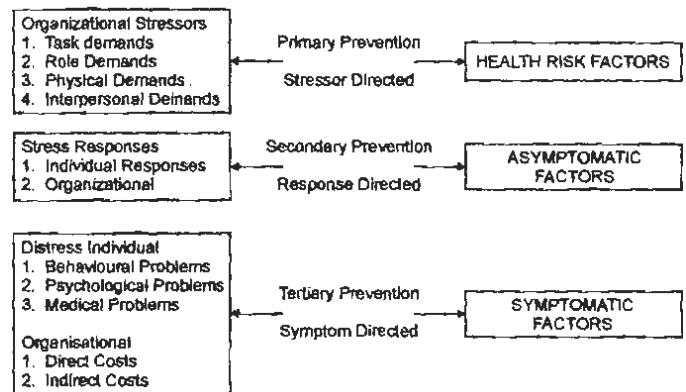 Organizational Stressors
1. Task demands
2. Role Demands
3. Physical Demands .
4. Interpersonal Demands
Primary Prevention
Stressor Directed
HEALTH RISK FACTORS
Stress Responses
1. Individual Responses
2. Organizational
Secondary Prevention
Response Directed
ASYMPTOMATIC
FACTORS
Distress Individual
1. Behavioural Problems
2. Psychological Problems
3. Medical Problems
Organisational
1. Direct Costs
2. Indirect Costs
Tertiary Prevention
Symptom Directed
SYMPTOMATIC
FACTORS